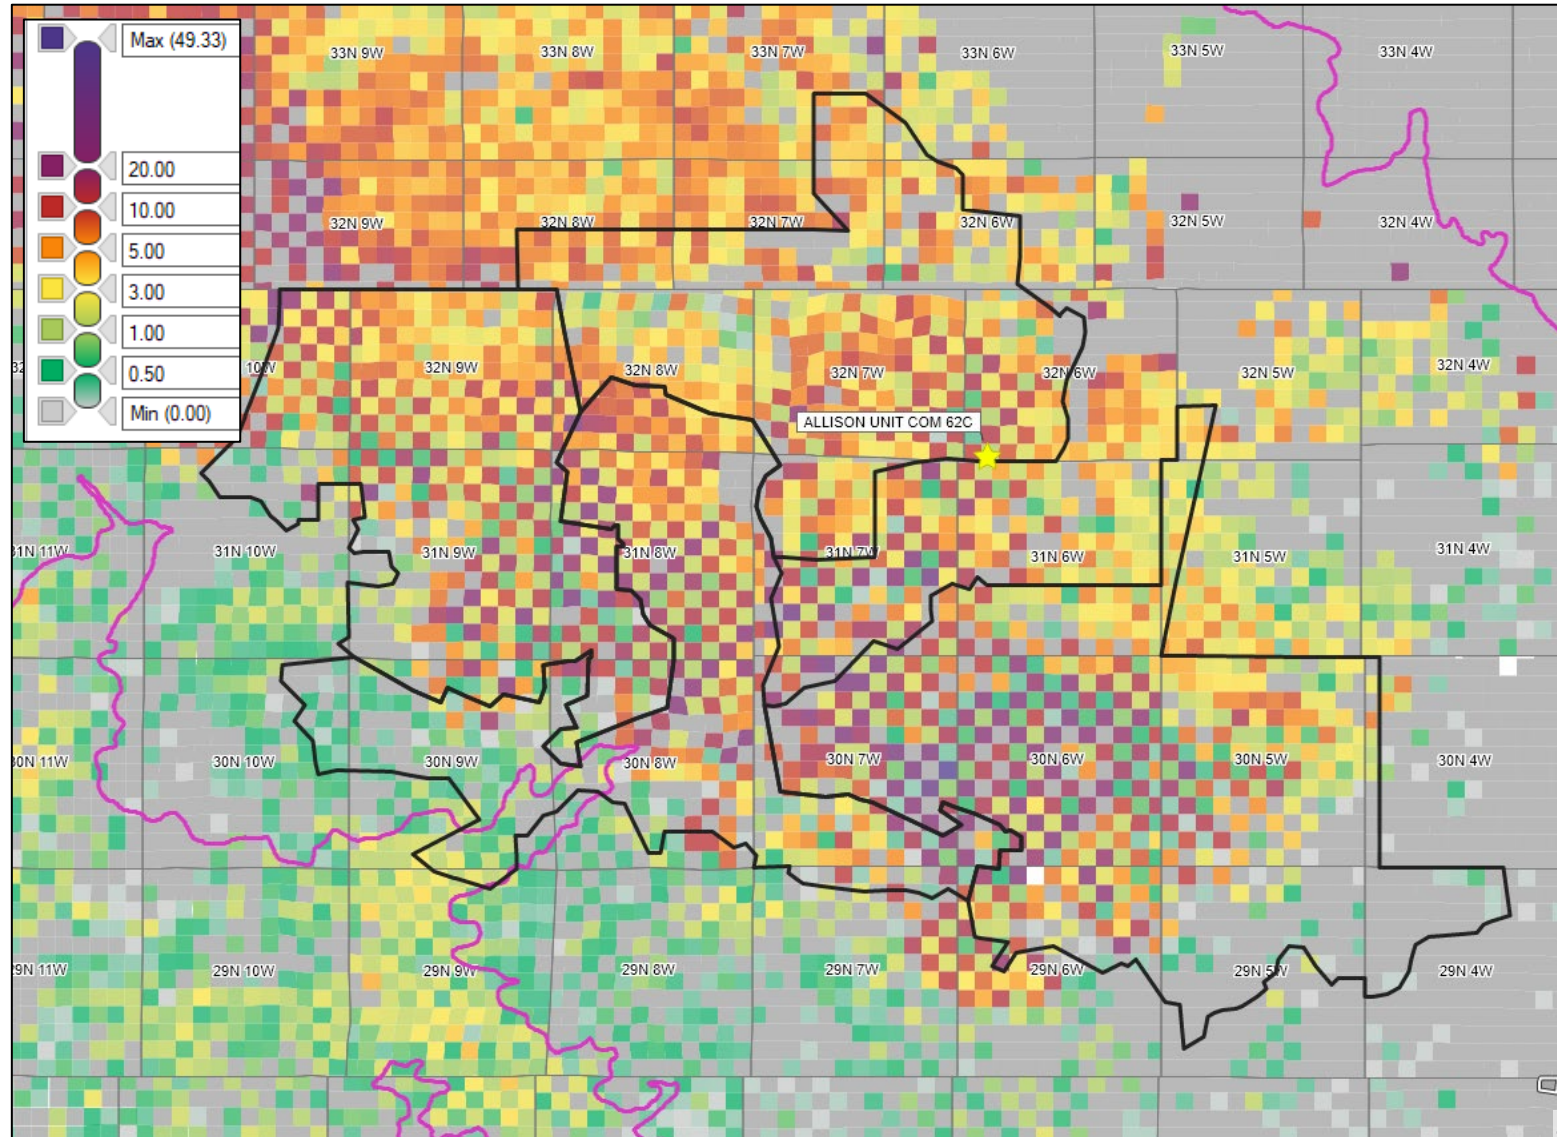 Max (49.33)
20.00
10.00
5.00
3.00
1.00
0.50
Min (0.00)
33N 9W
33N 8W
33N 7W
33N 6W
33N 5W
33N 4W
32N 9W
32N 8W
32N 7W
32N 6W
32N 5W
32N 4W
32
10W
32N 9W
32N 8W
32N 7W
32N 6W
32N 5W
32N 4W
ALLISON UNIT COM 62C
31N 11W
31N 10W
31N 9W
31N 8W
31N 7W
31N 6W
31N 5W
31N 4W
30N 11W
30N 10W
30N 9W
30N 8W
30N 7W
30N 6W
30N 5W
30N 4W
29N 11W
29N 10W
29N 9W
29N 8W
29N 7W
29N 6W
29N 5W
29N 4W